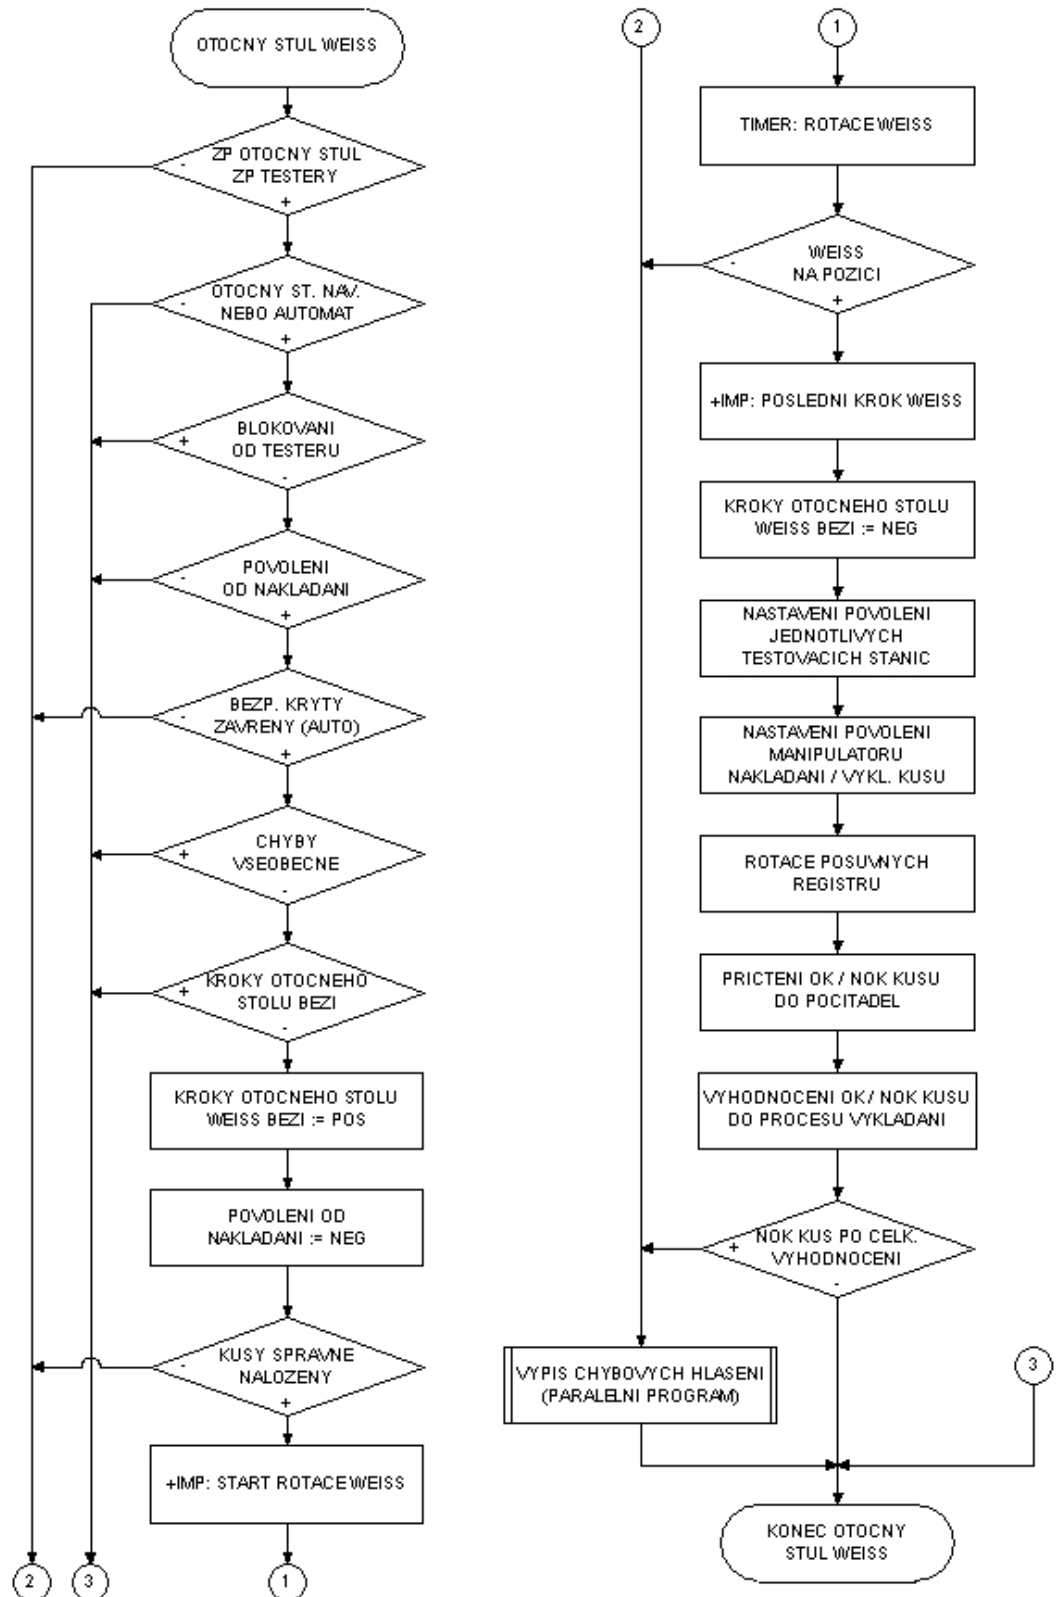 OTOCNY STUL WEISS
-
ZP OTOCNY STUL
ZP TESTERY
+
-
OTOCNY ST. NAV.
NEBO AUTOMAT
+
BLOKOVANI
+
OD TESTERU
-
POVOLENI
-
OD NAKLADANI
+
BEZP. KRYTY
-
ZAVRENY (AUTO)
+
CHYBY
+
VSEOBECNE
-
KROKY OTOCNEHO
+
STOLU BEZI
-
KROKY OTOCNEHO STOLU
WEISS BEZI := POS
POVOLENI OD
NAKLADANI := NEG
KUSY SPRAVNE
-
NALOZENY
+
+IMP: START ROTACE WEISS
2
3
1
2
1
TIMER: ROTACE WEISS
WEISS
-
NA POZICI
+
+IMP: POSLEDNI KROK WEISS
KROKY OTOCNEHO STOLU
WEISS BEZI := NEG
NASTAVENI POVOLENI
JEDNOTLIVYCH
TESTOVACICH STANIC
NASTAVENI POVOLENI
MANIPULATORU
NAKLADANI / VYKL. KUSU
ROTACE POSUVNYCH
REGISTRU
PRICTENI OK / NOK KUSU
DO POCITADEL
VYHODNOCENI OK / NOK KUSU
DO PROCESU VYKLADANI
+
NOK KUS PO CELK.
VYHODNOCENI
-
VYPIS CHYBOVYCH HLASENI
(PARALELNI PROGRAM)
3
KONEC OTOCNY
STUL WEISS